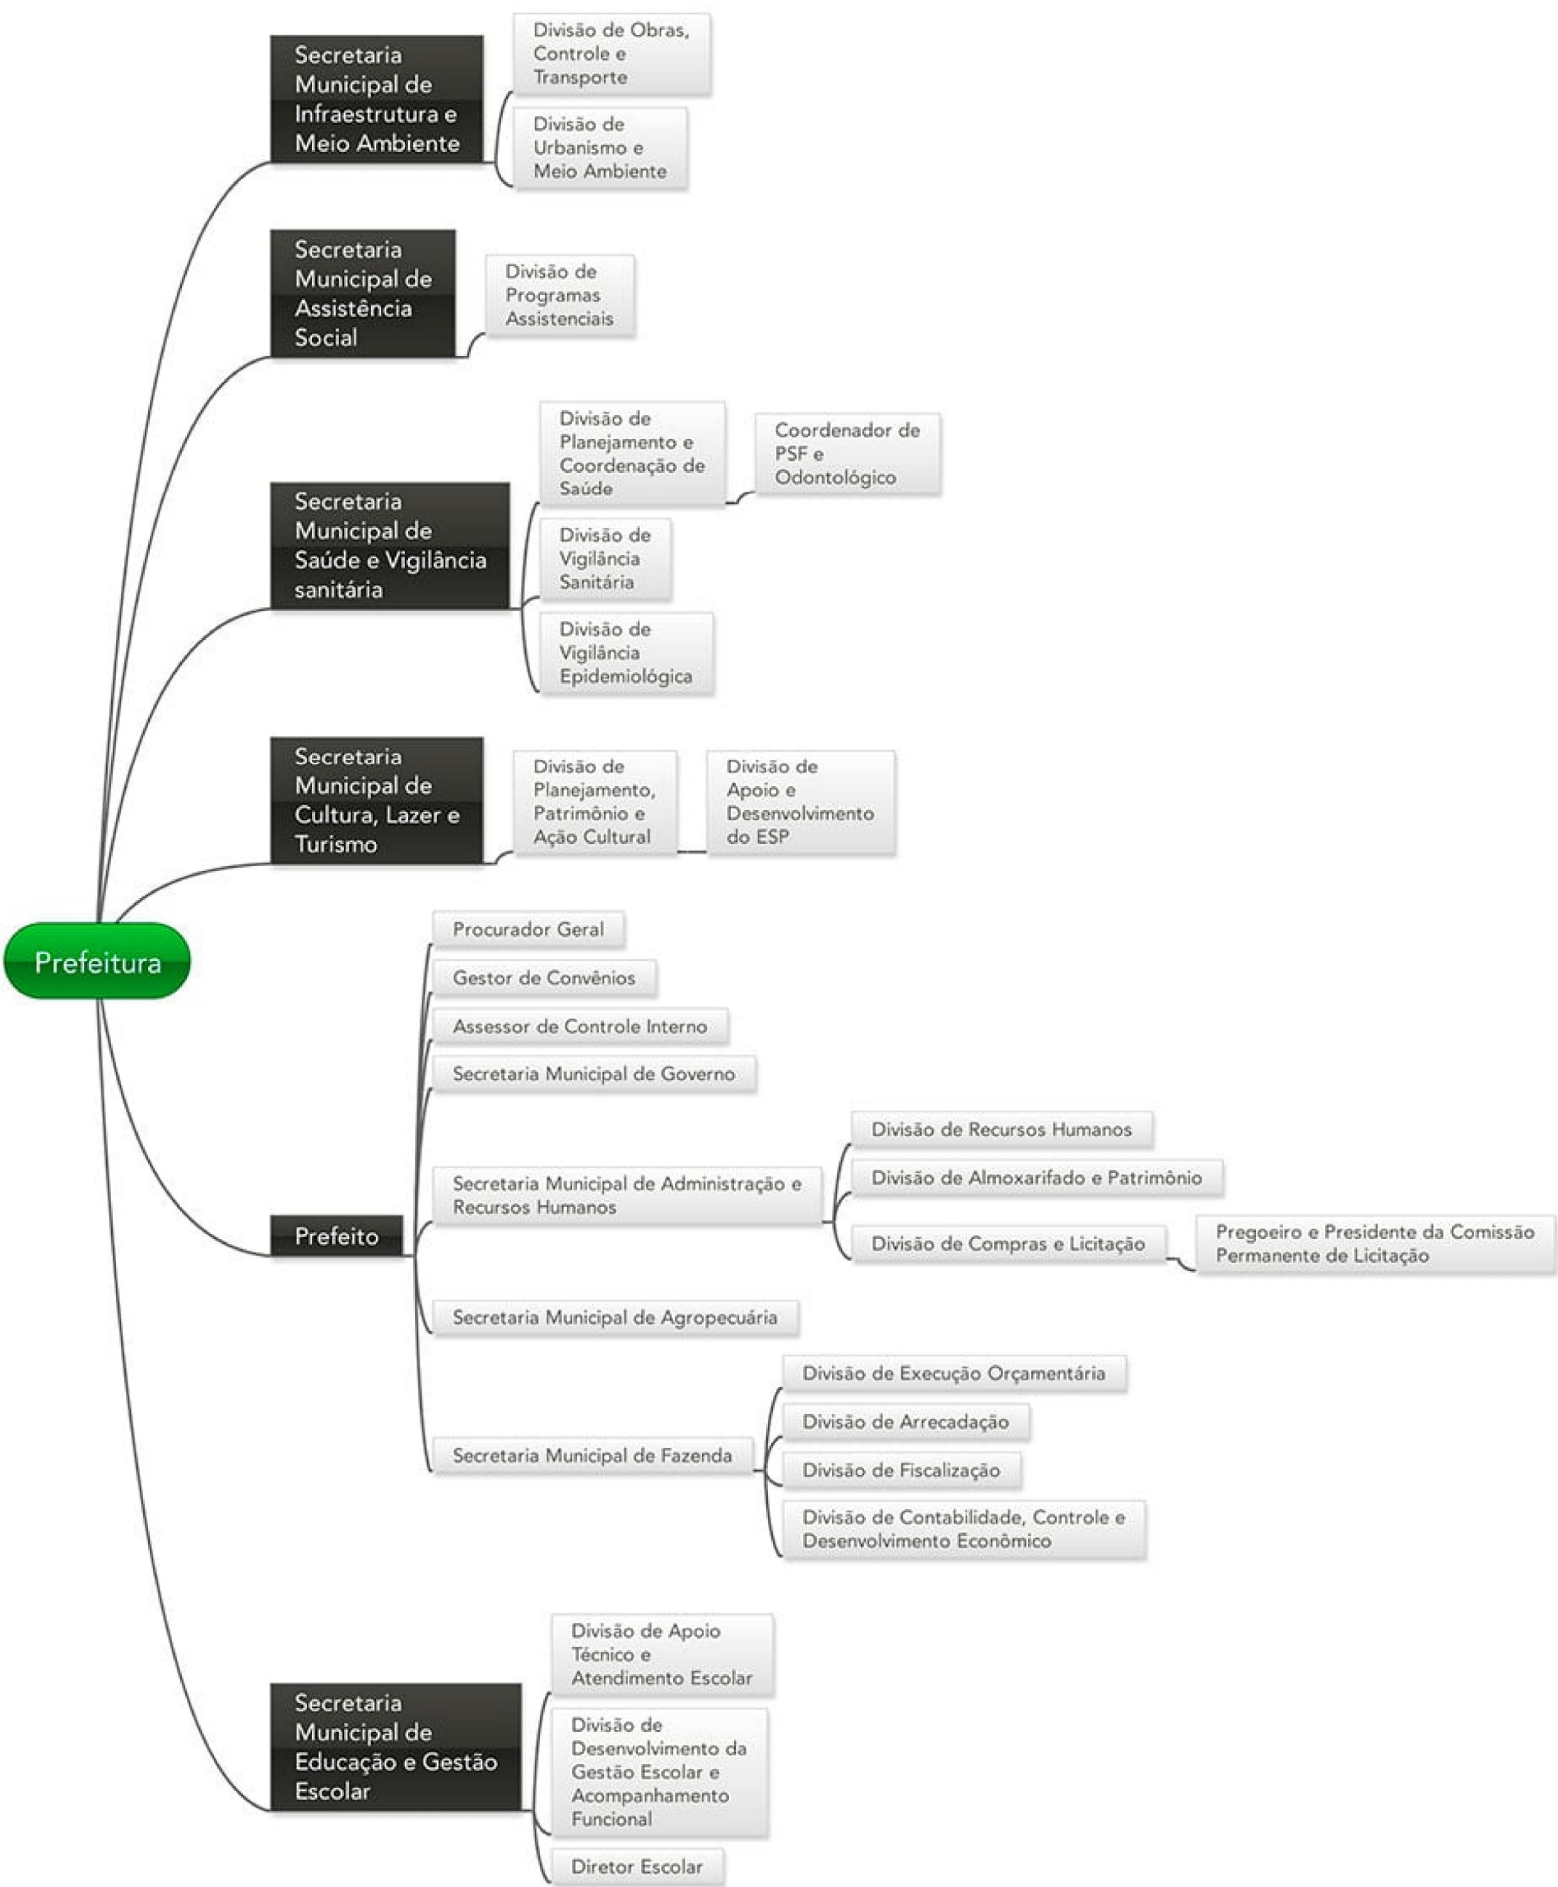 Secretaria
Municipal de
Infraestrutura e
Meio Ambiente
Divisão de Obras,
Controle e
Transporte
Divisão de
Urbanismo e
Meio Ambiente
Secretaria
Municipal de
Assistência
Social
Divisão de
Programas
Assistenciais
Secretaria
Municipal de
Saúde e Vigilância
sanitária
Divisão de
Planejamento e
Coordenação de
Saúde
Coordenador de
PSF e
Odontológico
Divisão de
Vigilância
Sanitária
Divisão de
Vigilância
Epidemiológica
Secretaria
Municipal de
Cultura, Lazer e
Turismo
Divisão de
Planejamento,
Patrimônio e
Ação Cultural
Divisão de
Apoio e
Desenvolvimento
do ESP
Prefeitura
Prefeito
Procurador Geral
Gestor de Convênios
Assessor de Controle Interno
Secretaria Municipal de Governo
Secretaria Municipal de Administração e
Recursos Humanos
Divisão de Recursos Humanos
Divisão de Almoxarifado e Patrimônio
Divisão de Compras e Licitação
Pregoeiro e Presidente da Comissão
Permanente de Licitação
Secretaria Municipal de Agropecuária
Secretaria Municipal de Fazenda
Divisão de Execução Orçamentária
Divisão de Arrecadação
Divisão de Fiscalização
Divisão de Contabilidade, Controle e
Desenvolvimento Econômico
Secretaria
Municipal de
Educação e Gestão
Escolar
Divisão de Apoio
Técnico e
Atendimento Escolar
Divisão de
Desenvolvimento da
Gestão Escolar e
Acompanhamento
Funcional
Diretor Escolar